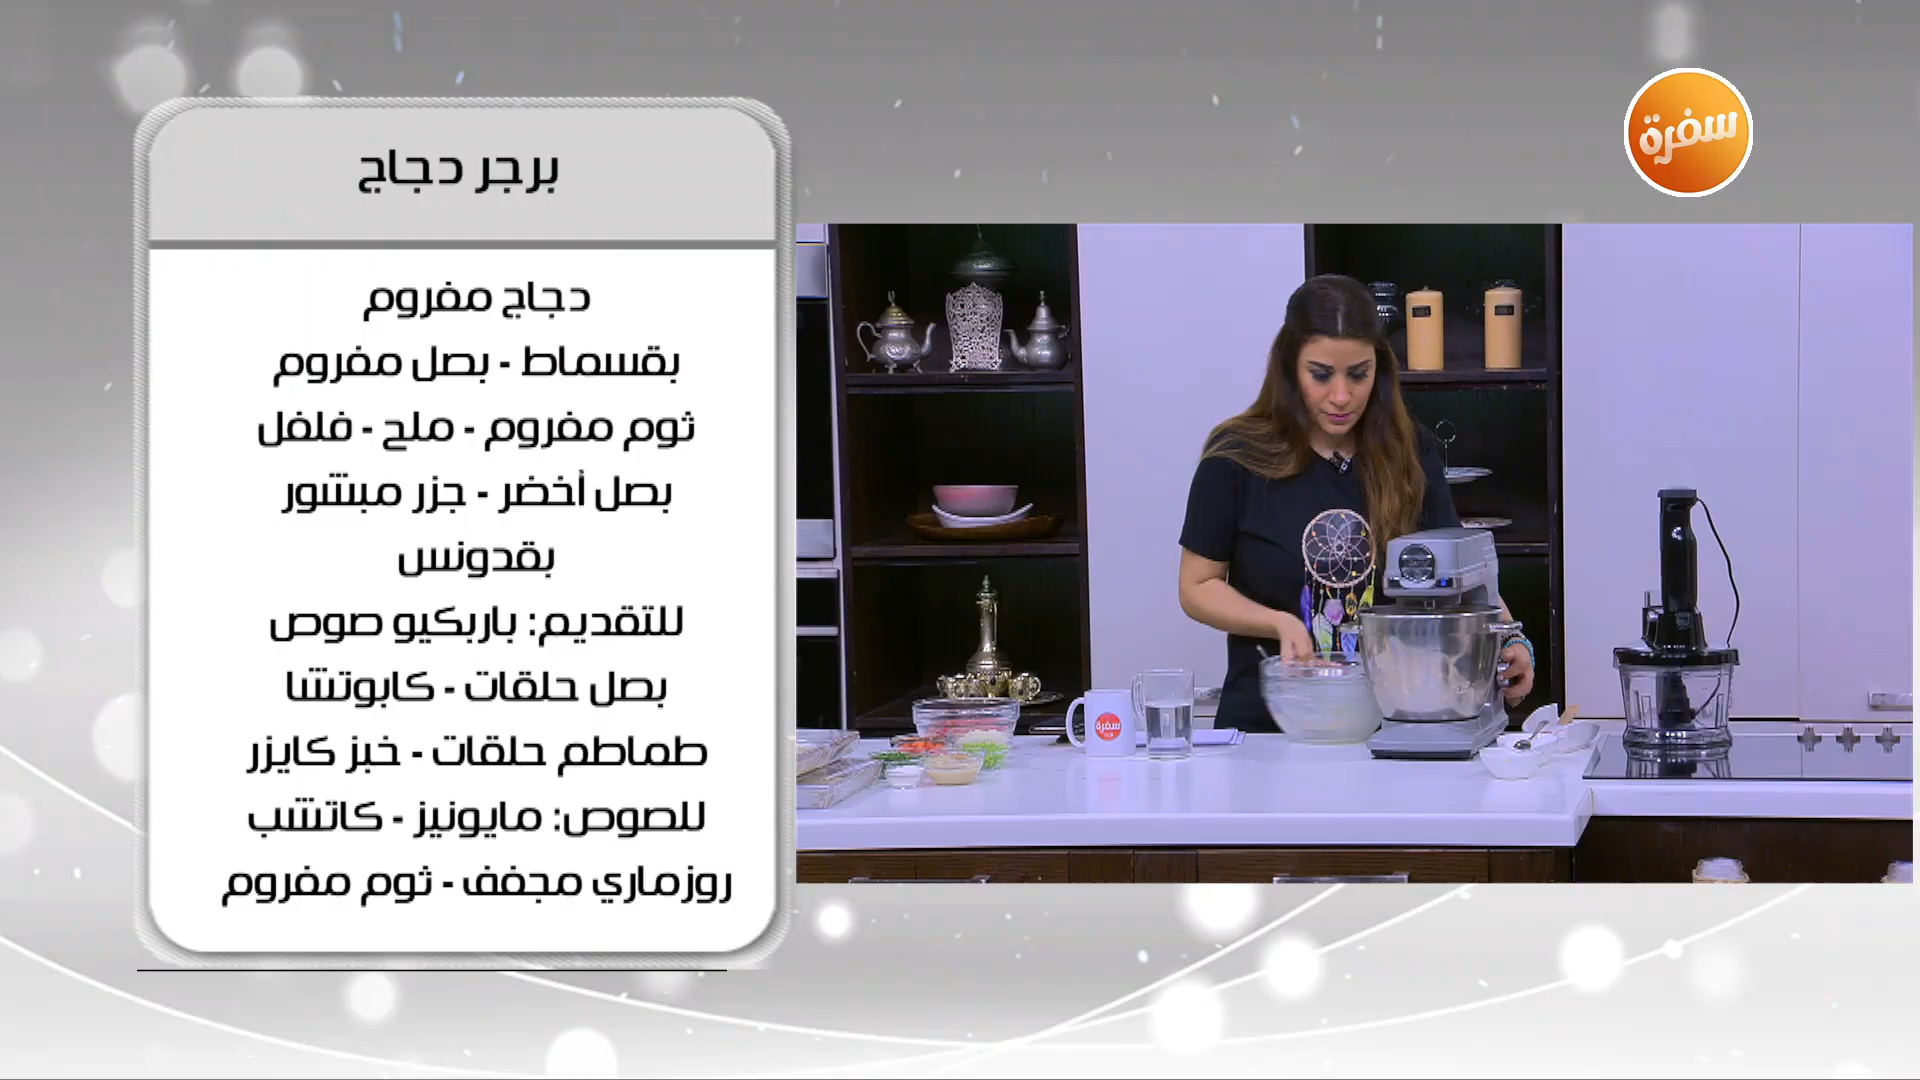 سفرة
برجر دجاج
دجاج مفروم
بقسماط - بصل مفروم
ثوم مفروم - ملح - فلفل
بصل أخضر - جزر مبشور
بقدونس
للتقديم: باربكيو صوص
بصل حلقات - كابوتشا
طماطم حلقات - خبز كايزر
للصوص: مايونيز - كاتشب
روزماري مجفف - ثوم مفروم
سفرة